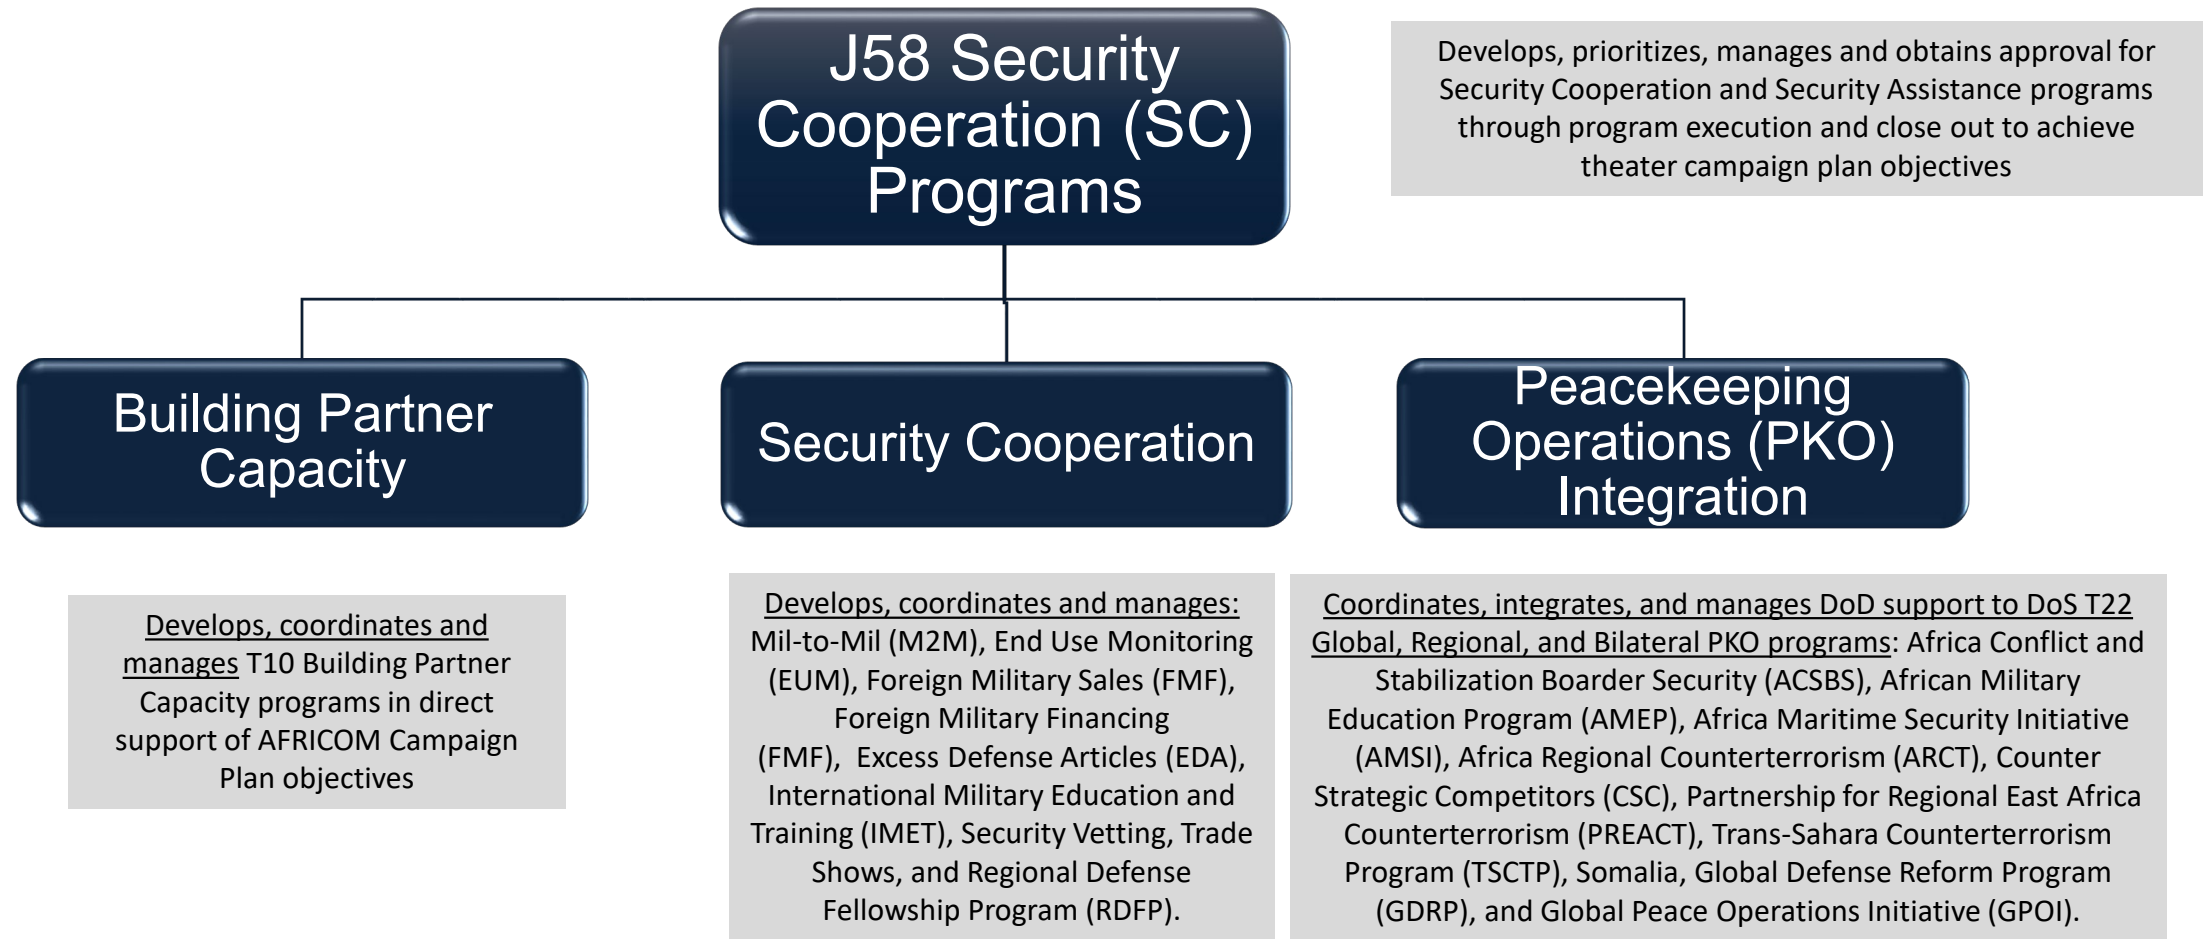 J58 Security
Cooperation (SC)
Programs
Develops, prioritizes, manages and obtains approval for
Security Cooperation and Security Assistance programs
through program execution and close out to achieve
theater campaign plan objectives
Building Partner
Capacity
Security Cooperation
Peacekeeping
Operations (PKO)
Integration
Develops, coordinates and
manages T10 Building Partner
Capacity programs in direct
support of AFRICOM Campaign
Plan objectives
Develops, coordinates and manages:
Mil-to-Mil (M2M), End Use Monitoring
(EUM), Foreign Military Sales (FMF),
Foreign Military Financing
(FMF), Excess Defense Articles (EDA),
International Military Education and
Training (IMET), Security Vetting, Trade
Shows, and Regional Defense
Fellowship Program (RDFP).
Coordinates, integrates, and manages DoD support to DoS T22
Global, Regional, and Bilateral PKO programs: Africa Conflict and
Stabilization Boarder Security (ACSBS), African Military
Education Program (AMEP), Africa Maritime Security Initiative
(AMSI), Africa Regional Counterterrorism (ARCT), Counter
Strategic Competitors (CSC), Partnership for Regional East Africa
Counterterrorism (PREACT), Trans-Sahara Counterterrorism
Program (TSCTP), Somalia, Global Defense Reform Program
(GDRP), and Global Peace Operations Initiative (GPOI).